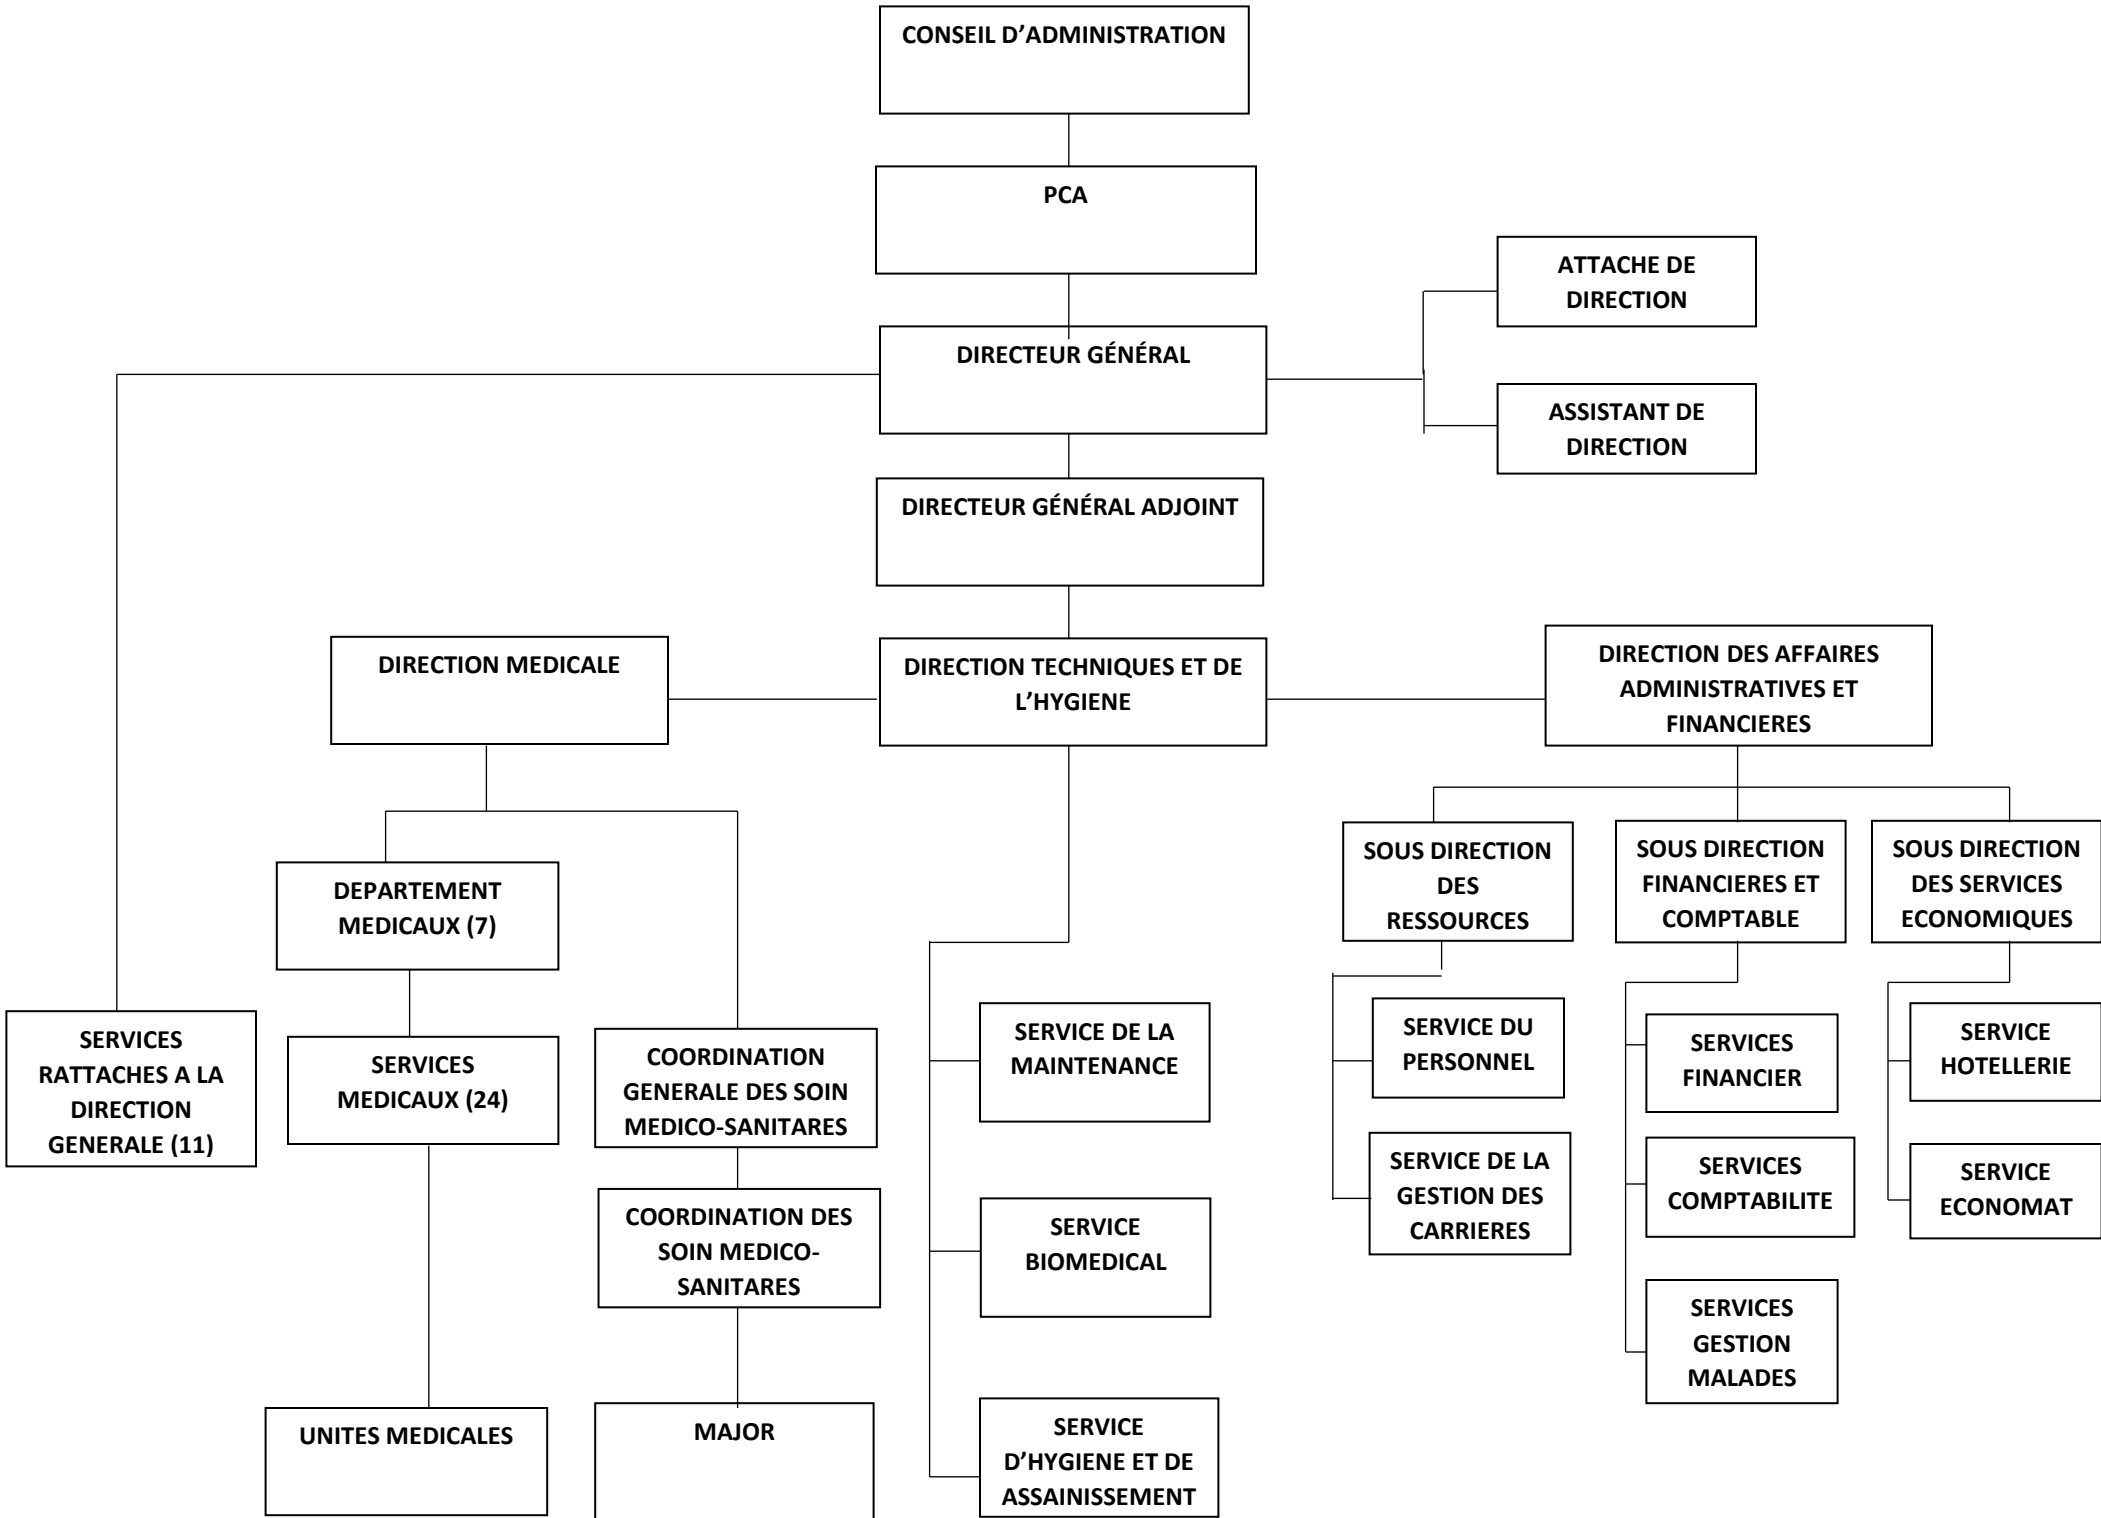 CONSEIL D’ADMINISTRATION
PCA
ATTACHE DE
DIRECTION
DIRECTEUR GÉNÉRAL
ASSISTANT DE
DIRECTION
DIRECTEUR GÉNÉRAL ADJOINT
DIRECTION MEDICALE
DIRECTION TECHNIQUES ET DE
L’HYGIENE
DIRECTION DES AFFAIRES
ADMINISTRATIVES ET
FINANCIERES
DEPARTEMENT
MEDICAUX (7)
SOUS DIRECTION
DES
RESSOURCES
SOUS DIRECTION
FINANCIERES ET
COMPTABLE
SOUS DIRECTION
DES SERVICES
ECONOMIQUES
SERVICES
RATTACHES A LA
DIRECTION
GENERALE (11)
SERVICES
MEDICAUX (24)
COORDINATION
GENERALE DES SOIN
MEDICO-SANITARES
SERVICE DE LA
MAINTENANCE
SERVICE DU
PERSONNEL
SERVICES
FINANCIER
SERVICE
HOTELLERIE
COORDINATION DES
SOIN MEDICO-
SANITARES
SERVICE
BIOMEDICAL
SERVICE DE LA
GESTION DES
CARRIERES
SERVICES
COMPTABILITE
SERVICE
ECONOMAT
SERVICES
GESTION
MALADES
UNITES MEDICALES
MAJOR
SERVICE
D’HYGIENE ET DE
ASSAINISSEMENT